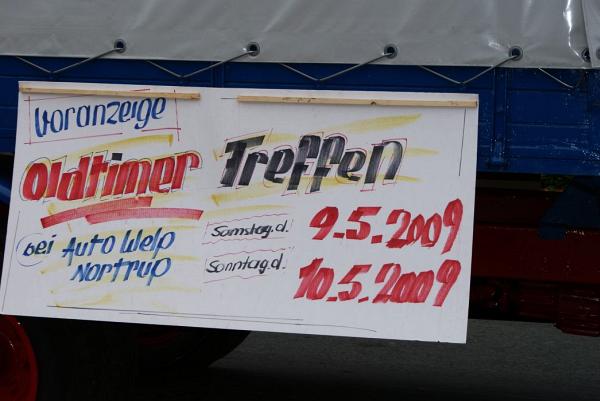 Voranzeige
Oldtimer Treffen
bei Auto Welp
Nortrup
Samstag.d. 9.5.2009
Sonntag.d. 10.5.2009